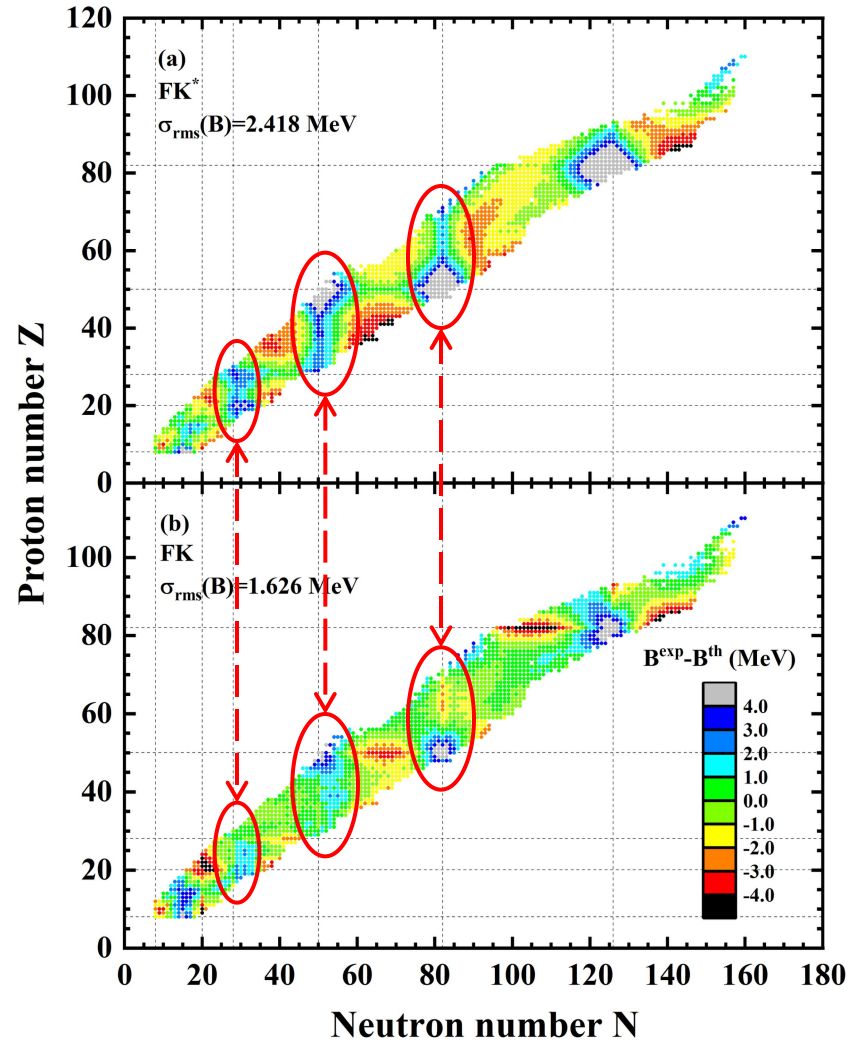 120
(a)
FK*
σrms(B)=2.418 MeV
100
80
60
40
20
0
(b)
FK
σrms(B)=1.626 MeV
100
80
60
40
20
0
Proton number Z
Bexp-Bth (MeV)
4.0
3.0
2.0
1.0
0.0
-1.0
-2.0
-3.0
-4.0
0 20 40 60 80 100 120 140 160 180
Neutron number N